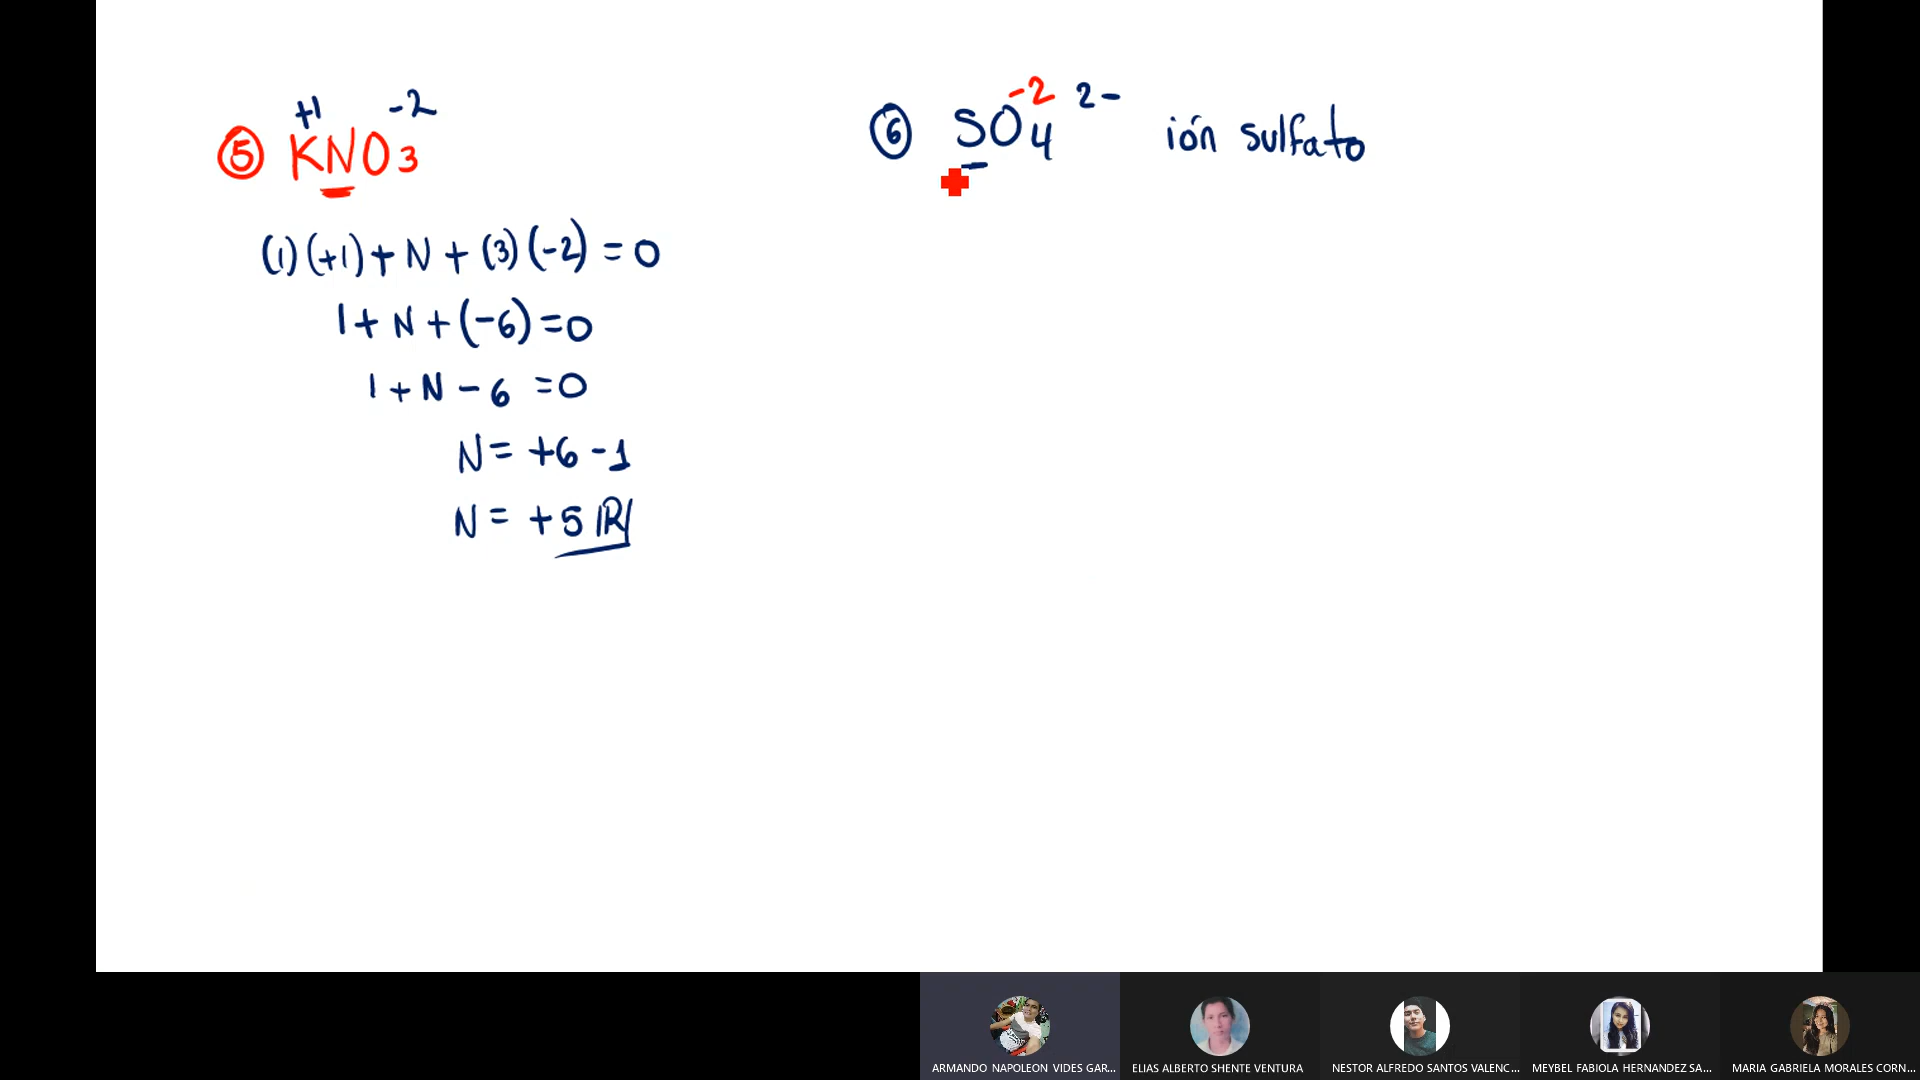 ⑤ KNO₃ +1 -2
(1)(+1) + N + (3)(-2) = 0
1 + N + (-6) = 0
1 + N - 6 = 0
N = +6 - 1
N = +5 |R|
⑥ SO₄ -2 2- ión sulfato
ARMANDO NAPOLEON VIDES GAR...
ELIAS ALBERTO SHENTE VENTURA
NESTOR ALFREDO SANTOS VALENC...
MEYBEL FABIOLA HERNANDEZ SA...
MARIA GABRIELA MORALES CORN...